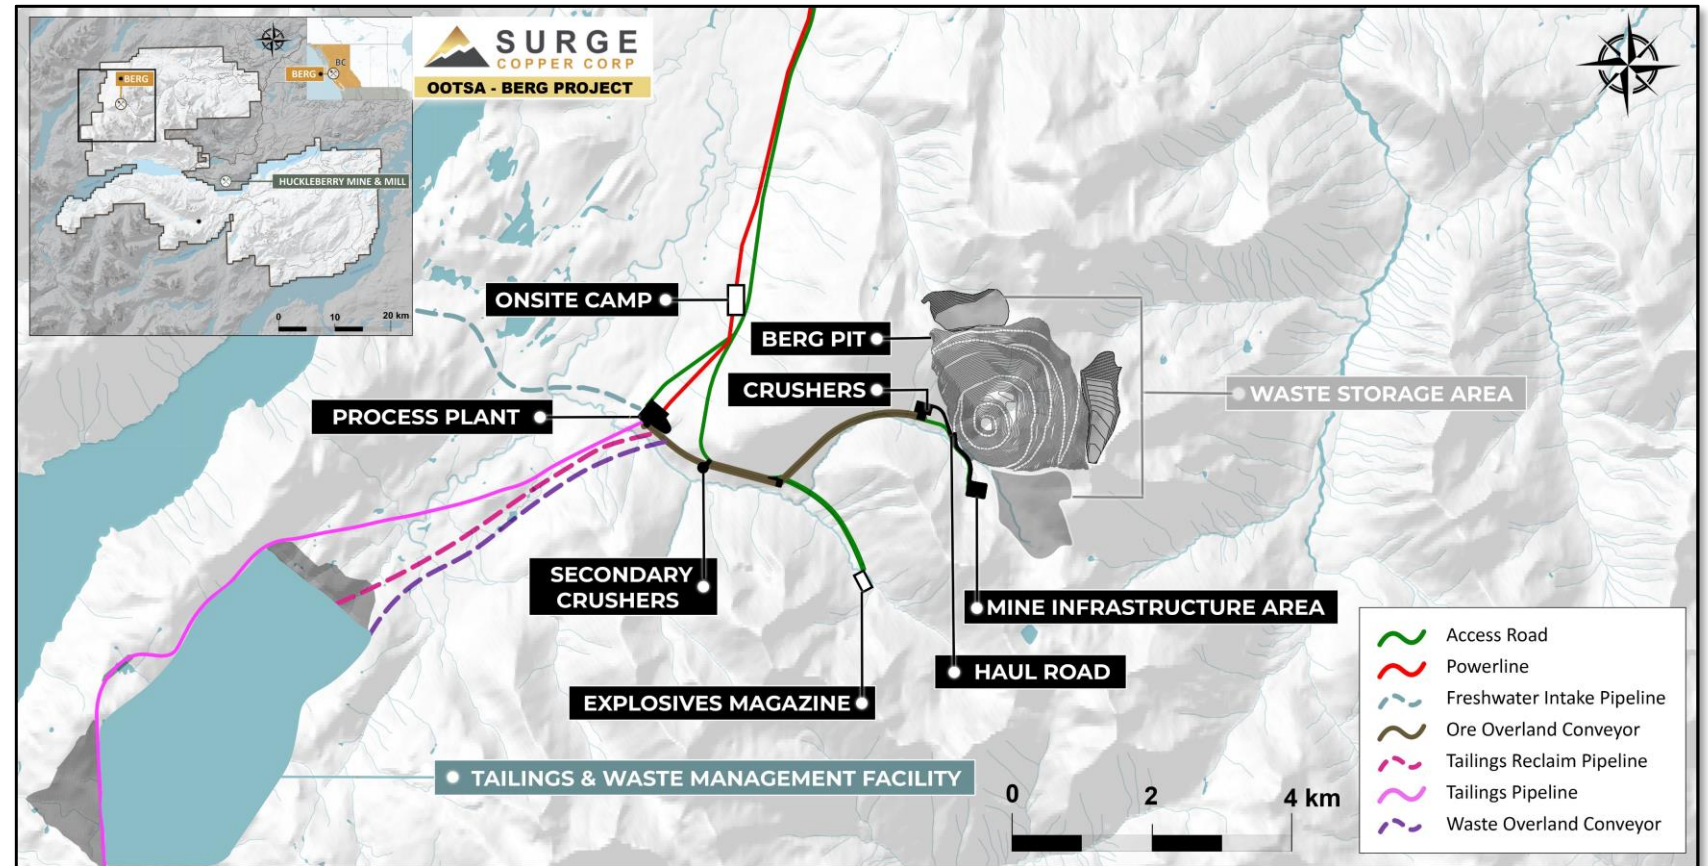 SURGE
COPPER CORP
OOTSA - BERG PROJECT
BERG
BERG
BC
HUCKLEBERRY MINE & MILL
0 10 20 km
ONSITE CAMP
BERG PIT
CRUSHERS
WASTE STORAGE AREA
PROCESS PLANT
SECONDARY
CRUSHERS
MINE INFRASTRUCTURE AREA
HAUL ROAD
EXPLOSIVES MAGAZINE
TAILINGS & WASTE MANAGEMENT FACILITY
0 2 4 km
Access Road
Powerline
Freshwater Intake Pipeline
Ore Overland Conveyor
Tailings Reclaim Pipeline
Tailings Pipeline
Waste Overland Conveyor